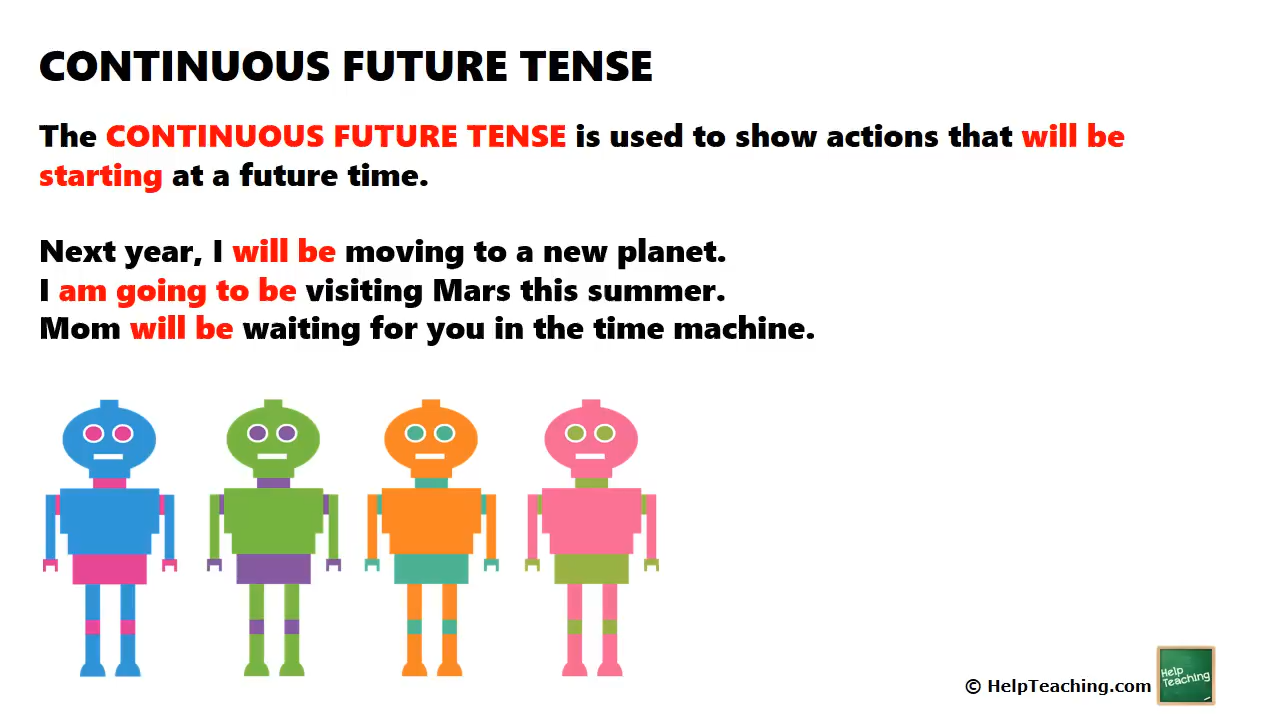 CONTINUOUS FUTURE TENSE
The CONTINUOUS FUTURE TENSE is used to show actions that will be
starting at a future time.
Next year, I will be moving to a new planet.
I am going to be visiting Mars this summer.
Mom will be waiting for you in the time machine.
© HelpTeaching.com
Help
Teaching